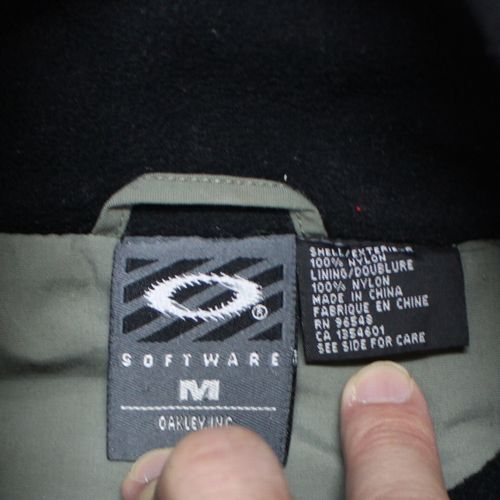 ®
SOFTWARE
M
OAKLEY, INC.
SHELL/EXTERIEUR
100% NYLON
LINING/DOUBLURE
100% NYLON
MADE IN CHINA
FABRIQUE EN CHINE
RN 96548
CA 1354601
SEE SIDE FOR CARE